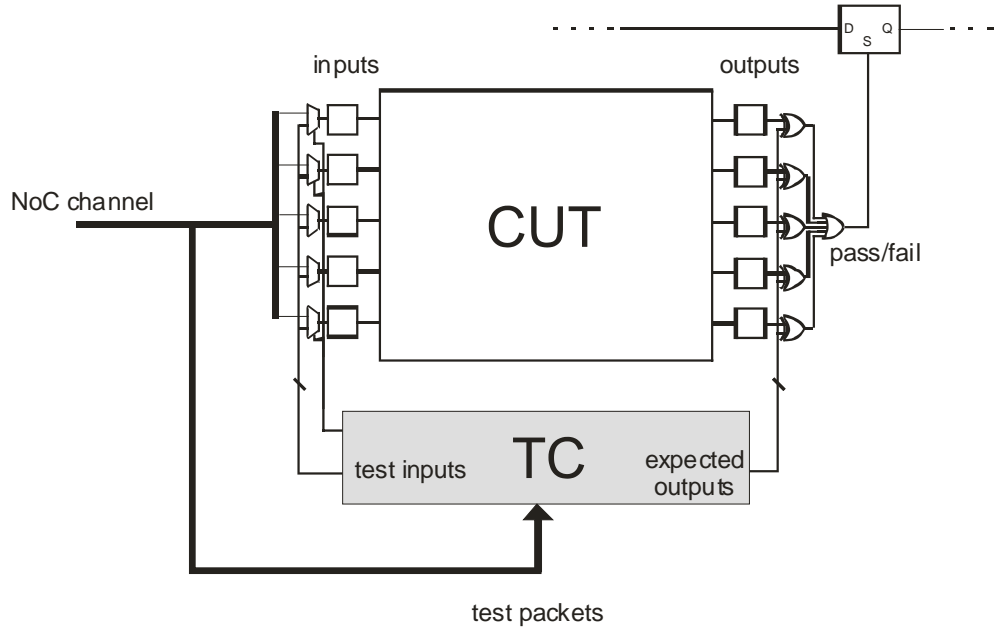 D Q
S
inputs
outputs
NoC channel
CUT
pass/fail
TC
test inputs
expected
outputs
test packets